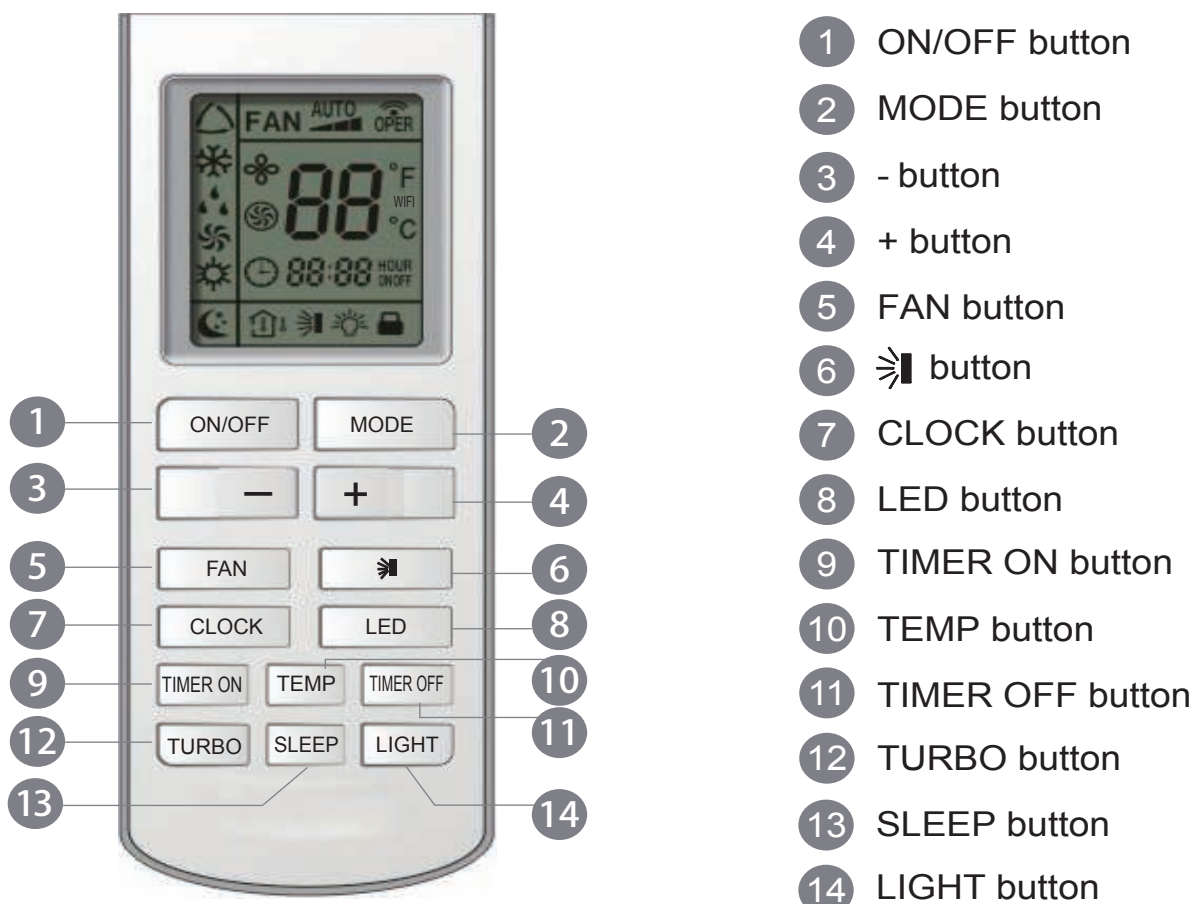 FAN AUTO OPER
88 °F
WIFI
°C
88:88 HOUR
ONOFF
1 ON/OFF MODE 2
3 - + 4
5 FAN 6
7 CLOCK LED 8
9 TIMER ON TEMP TIMER OFF 10
11
12 TURBO SLEEP LIGHT
13
14
1 ON/OFF button
2 MODE button
3 - button
4 + button
5 FAN button
6 button
7 CLOCK button
8 LED button
9 TIMER ON button
10 TEMP button
11 TIMER OFF button
12 TURBO button
13 SLEEP button
14 LIGHT button